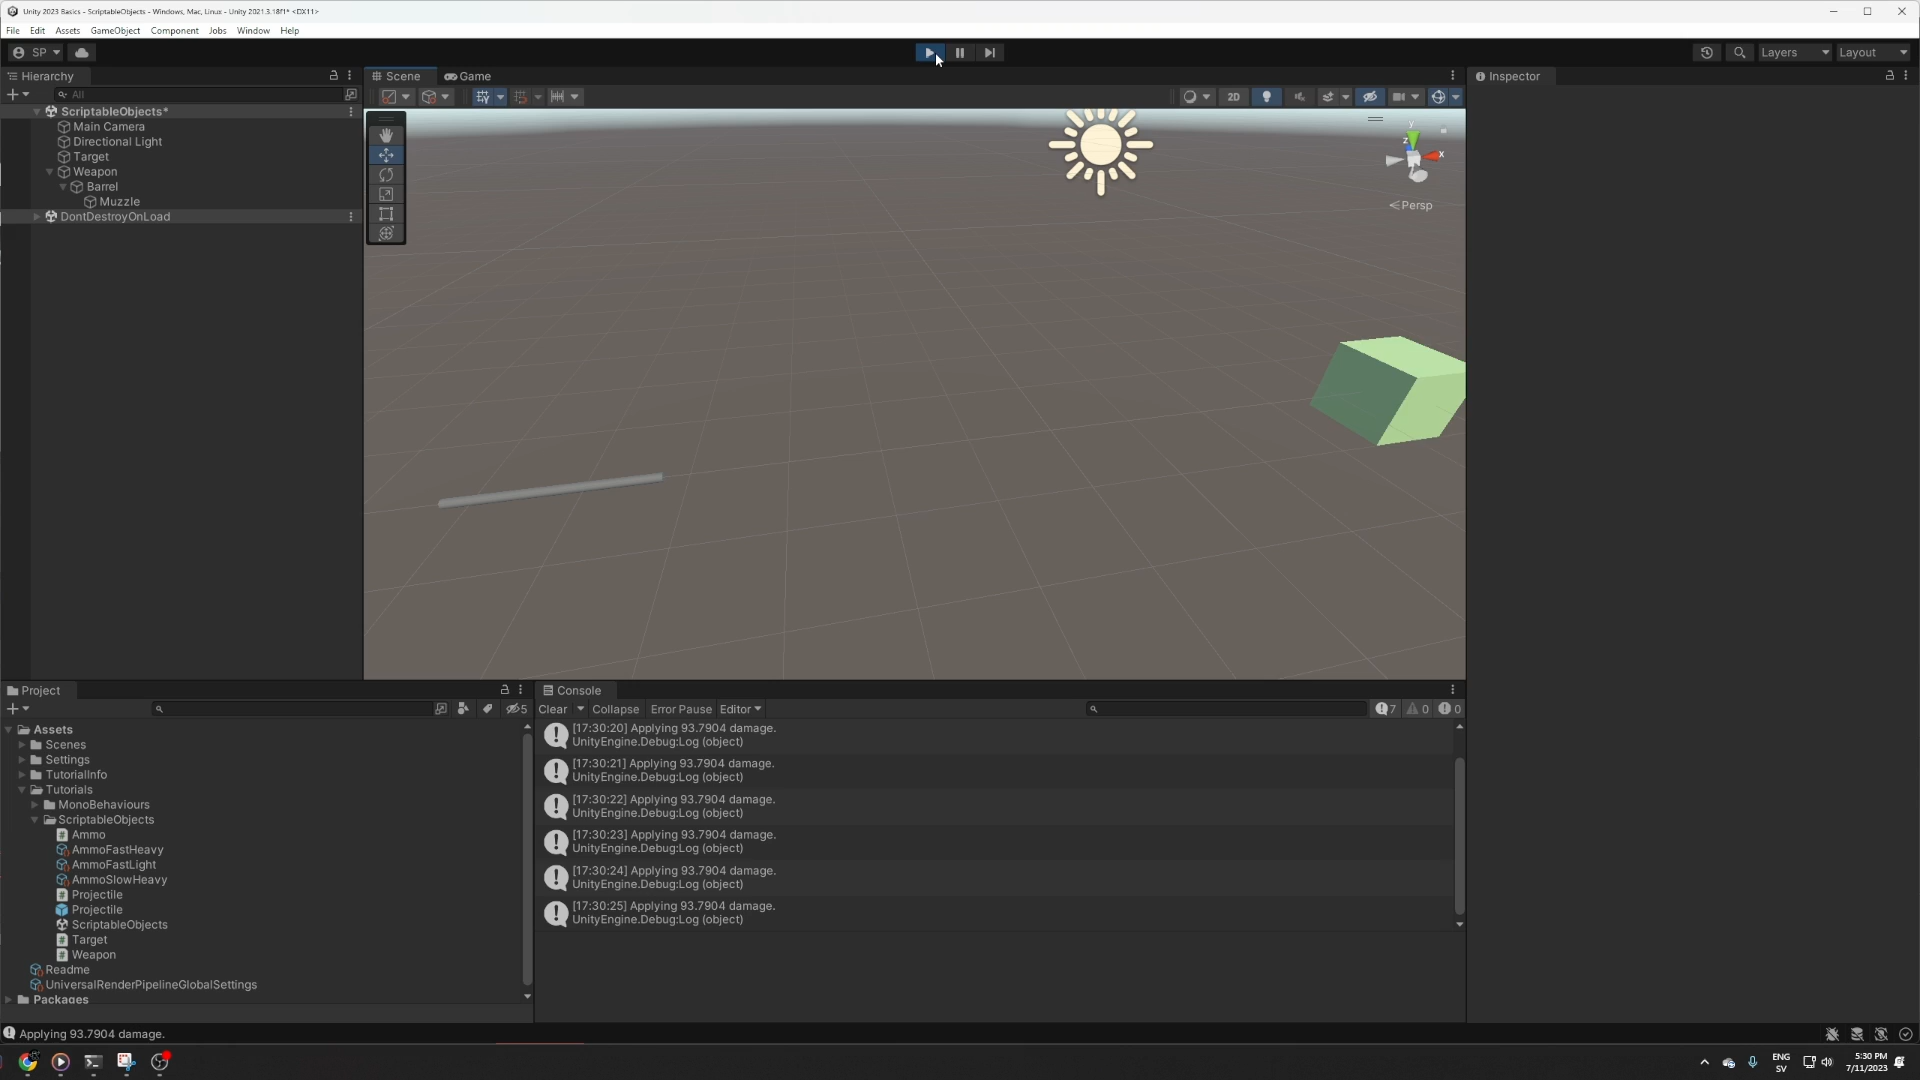 Unity 2023 Basics - ScriptableObjects - Windows, Mac, Linux - Unity 2021.3.18f1* <DX11>
File Edit Assets GameObject Component Jobs Window Help
SP
Layers
Layout
Hierarchy
Scene
Game
Inspector
All
2D
ScriptableObjects*
Main Camera
Directional Light
Target
Weapon
Barrel
Muzzle
DontDestroyOnLoad
y
z
x
Persp
Project
Console
5
Clear
Collapse
Error Pause
Editor
7
0
0
Assets
Scenes
Settings
TutorialInfo
Tutorials
MonoBehaviours
ScriptableObjects
Ammo
AmmoFastHeavy
AmmoFastLight
AmmoSlowHeavy
Projectile
Projectile
ScriptableObjects
Target
Weapon
Readme
UniversalRenderPipelineGlobalSettings
Packages
[17:30:20] Applying 93.7904 damage.
UnityEngine.Debug:Log (object)
[17:30:21] Applying 93.7904 damage.
UnityEngine.Debug:Log (object)
[17:30:22] Applying 93.7904 damage.
UnityEngine.Debug:Log (object)
[17:30:23] Applying 93.7904 damage.
UnityEngine.Debug:Log (object)
[17:30:24] Applying 93.7904 damage.
UnityEngine.Debug:Log (object)
[17:30:25] Applying 93.7904 damage.
UnityEngine.Debug:Log (object)
Applying 93.7904 damage.
ENG
SV
5:30 PM
7/11/2023